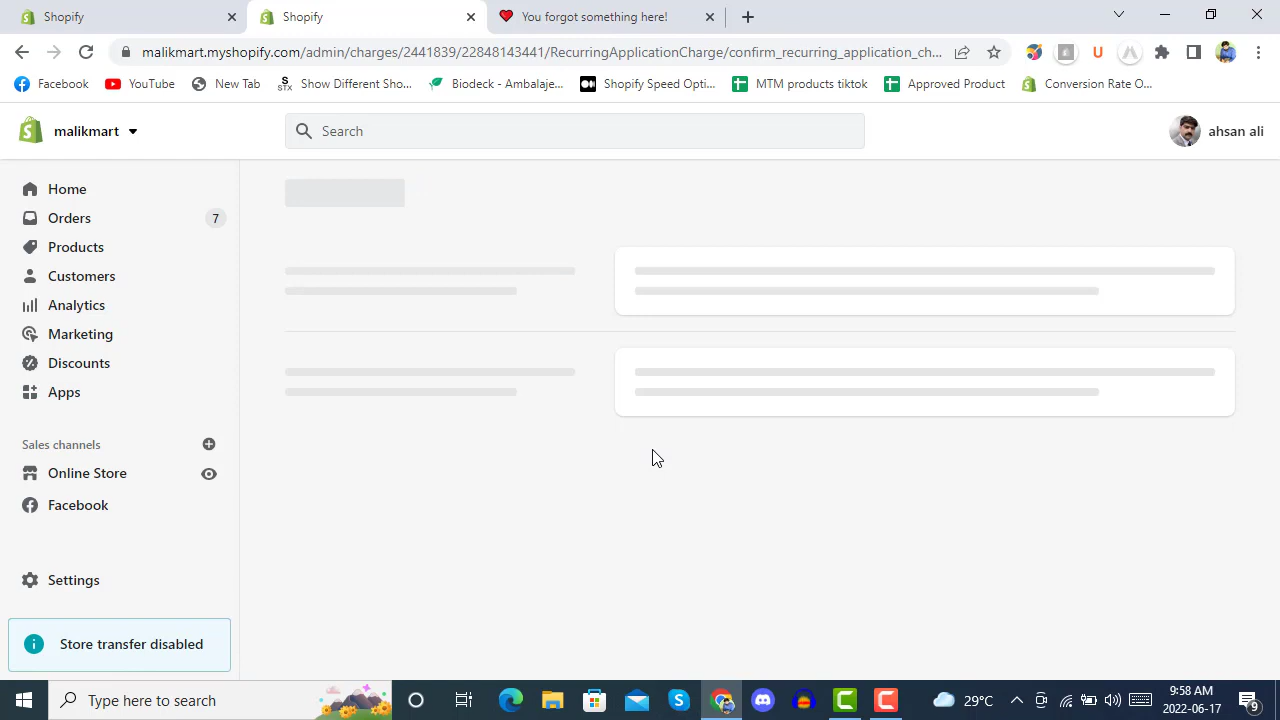 Shopify
Shopify
You forgot something here!
malikmart.myshopify.com/admin/charges/2441839/22848143441/RecurringApplicationCharge/confirm_recurring_application_ch...
Facebook
YouTube
New Tab
STX
Show Different Sho...
Biodeck - Ambalaje...
Shopify Speed Opti...
MTM products tiktok
Approved Product
Conversion Rate O...
malikmart
Search
ahsan ali
Home
Orders
7
Products
Customers
Analytics
Marketing
Discounts
Apps
Sales channels
Online Store
Facebook
Settings
Store transfer disabled
Type here to search
29°C
9:58 AM
2022-06-17
9